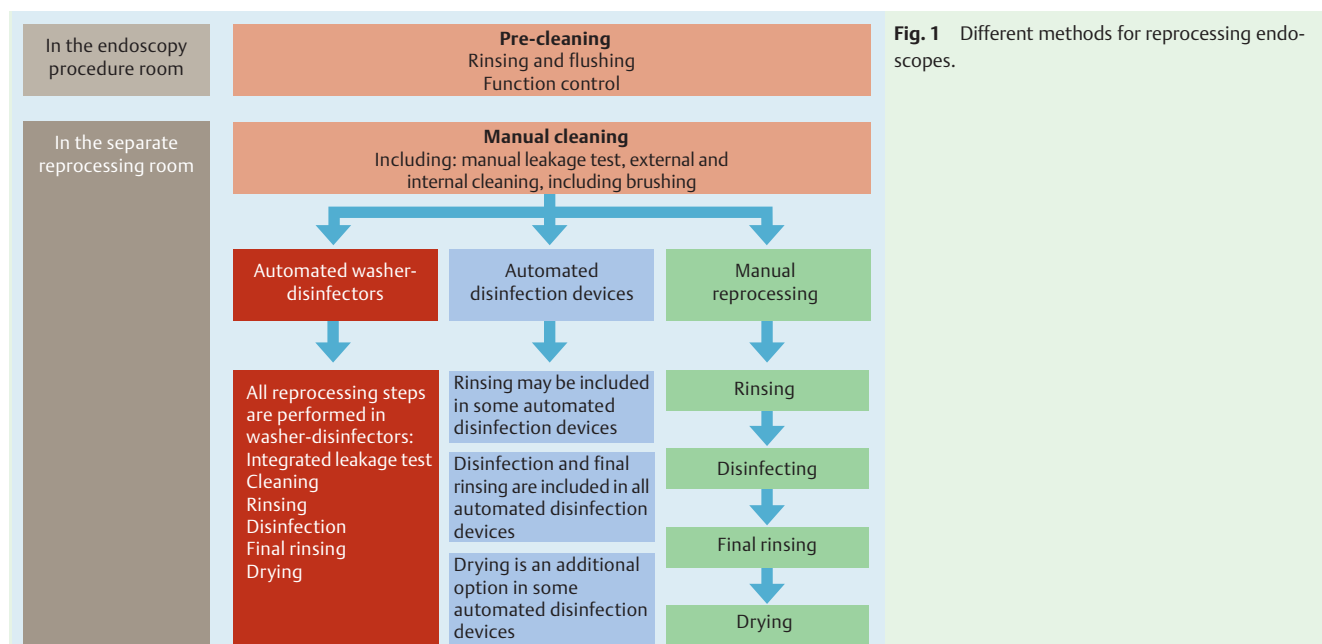 In the endoscopy
procedure room
Pre-cleaning
Rinsing and flushing
Function control
Fig. 1 Different methods for reprocessing endo-
scopes.
In the separate
reprocessing room
Manual cleaning
Including: manual leakage test, external and
internal cleaning, including brushing
Automated washer-
disinfectors
Automated
disinfection devices
Manual
reprocessing
All reprocessing steps
are performed in
washer-disinfectors:
Integrated leakage test
Cleaning
Rinsing
Disinfection
Final rinsing
Drying
Rinsing may be included
in some automated
disinfection devices
Disinfection and final
rinsing are included in all
automated disinfection
devices
Drying is an additional
option in some
automated disinfection
devices
Rinsing
Disinfecting
Final rinsing
Drying